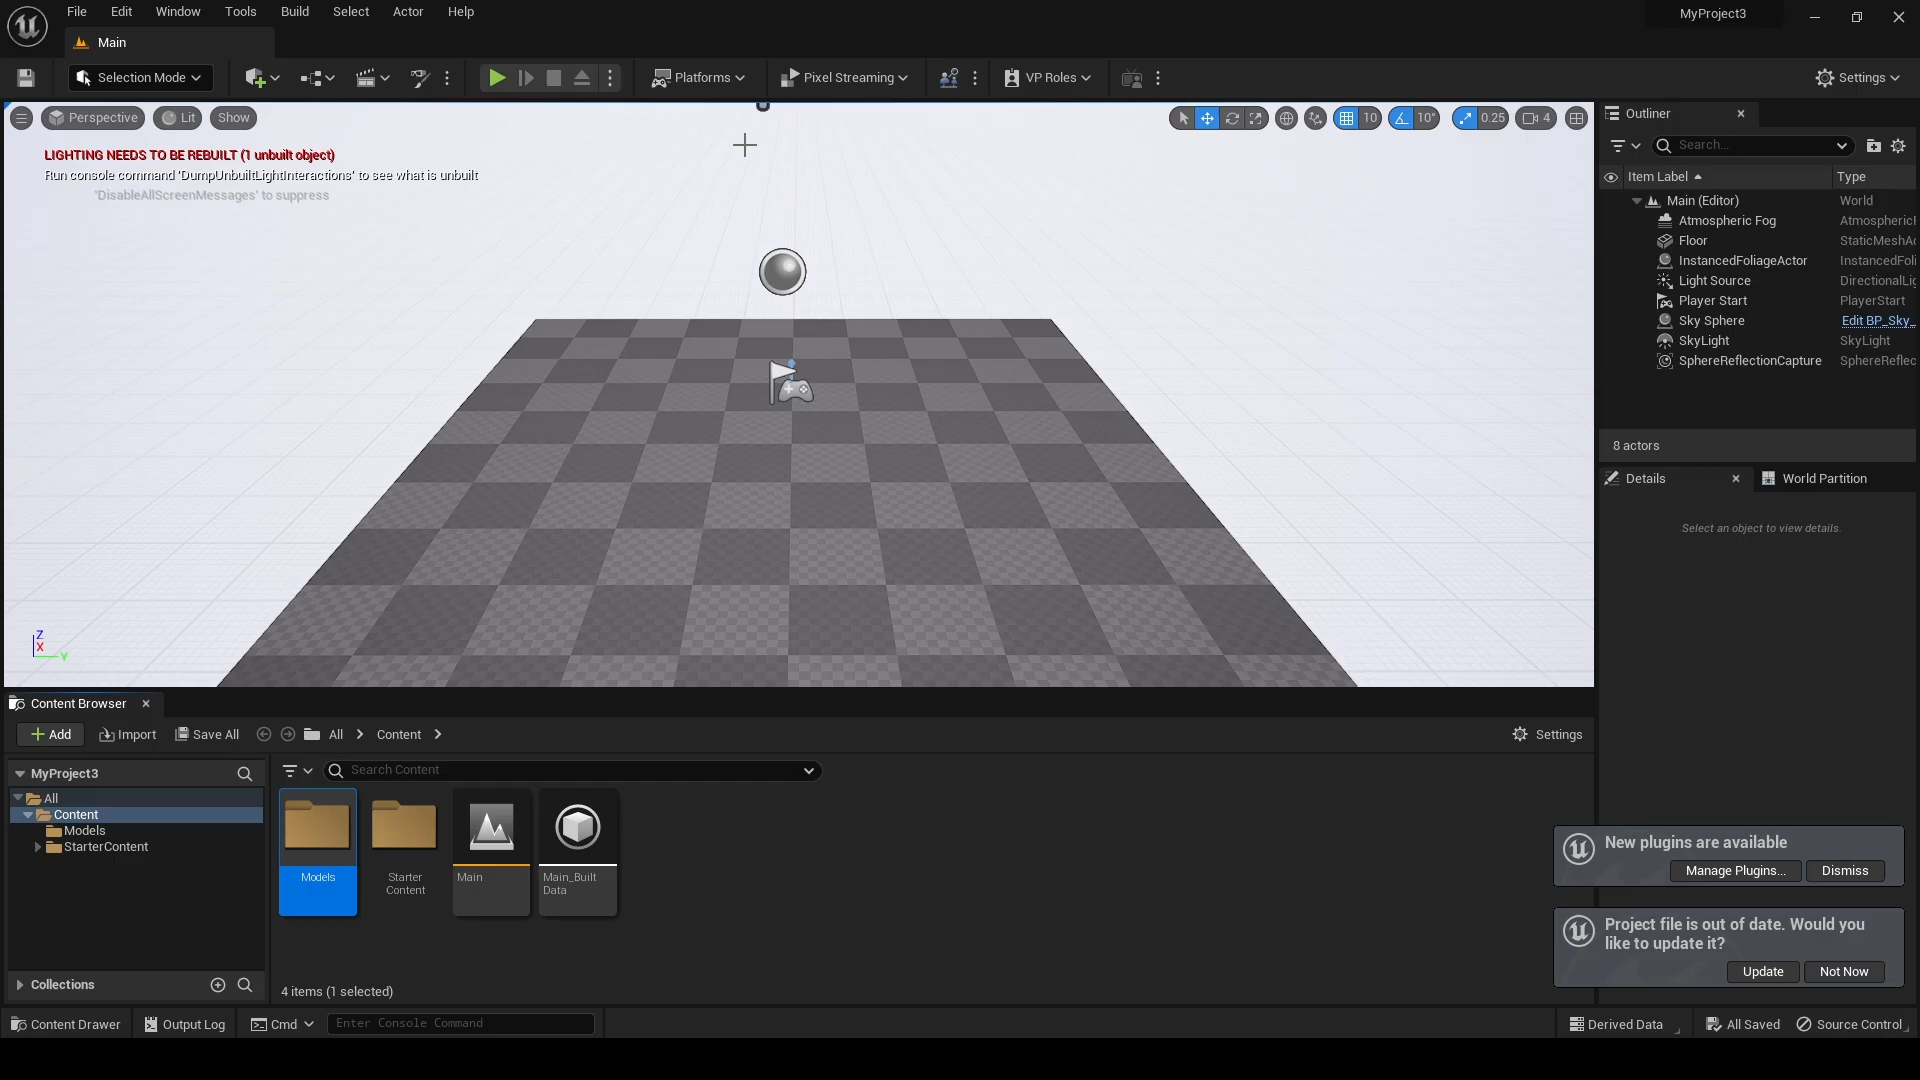 File Edit Window Tools Build Select Actor Help
MyProject3
Main
Selection Mode
Platforms
Pixel Streaming
VP Roles
Settings
Perspective Lit Show
10 10° 0.25 4
LIGHTING NEEDS TO BE REBUILT (1 unbuilt object)
Run console command 'DumpUnbuiltLightInteractions' to see what is unbuilt
'DisableAllScreenMessages' to suppress
Z
X
Y
Outliner
Search...
Item Label Type
Main (Editor) World
Atmospheric Fog AtmosphericF
Floor StaticMeshAc
InstancedFoliageActor InstancedFoli
Light Source DirectionalLig
Player Start PlayerStart
Sky Sphere Edit BP_Sky_
SkyLight SkyLight
SphereReflectionCapture SphereReflec
8 actors
Details World Partition
Select an object to view details.
Content Browser
Add Import Save All All Content Settings
MyProject3
Search Content
All
Content
Models
StarterContent
Models
Starter
Content
Main
Main_Built
Data
New plugins are available
Manage Plugins... Dismiss
Project file is out of date. Would you
like to update it?
Update Not Now
Collections
4 items (1 selected)
Content Drawer Output Log Cmd Enter Console Command
Derived Data All Saved Source Control